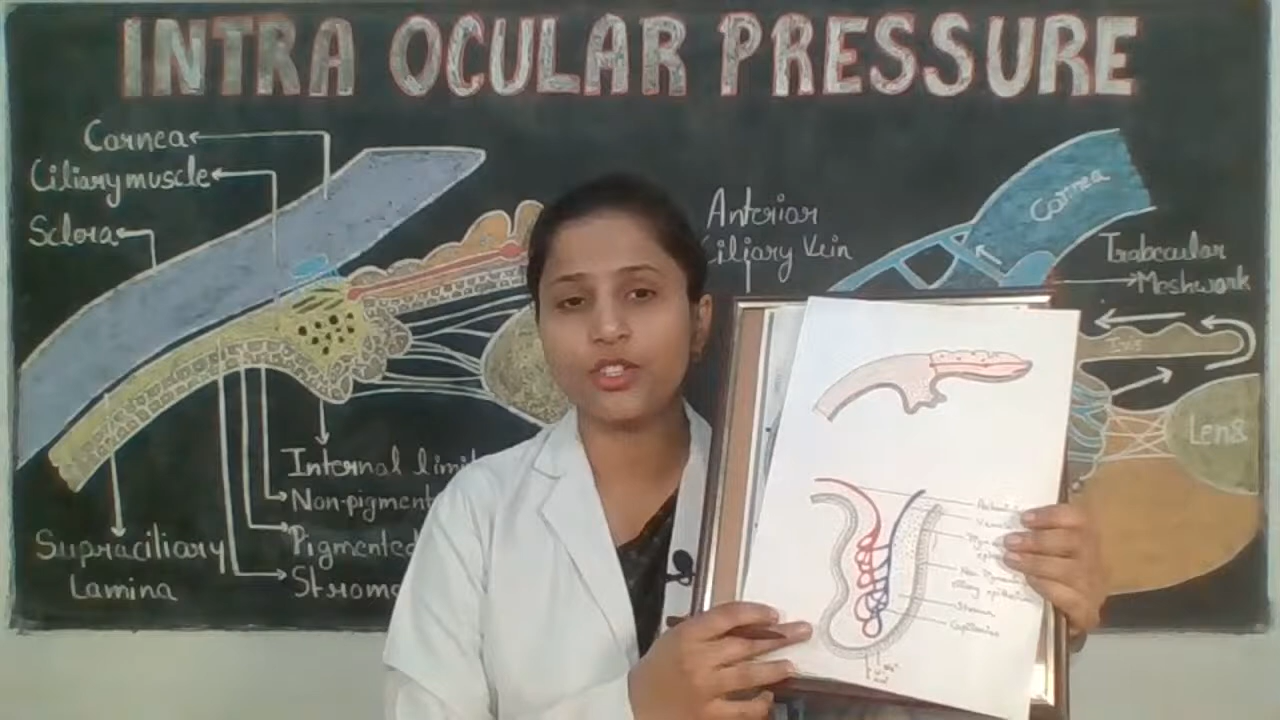 INTRA OCULAR PRESSURE
Cornea
Ciliary muscle
Sclora
Supraciliary
Lamina
Internal limit
Non-pigment
Pigmented
Stroma
Anterior
Ciliary Vein
Cornea
Trabecular
Meshwork
Iris
Lens
Stroma
Capillaries